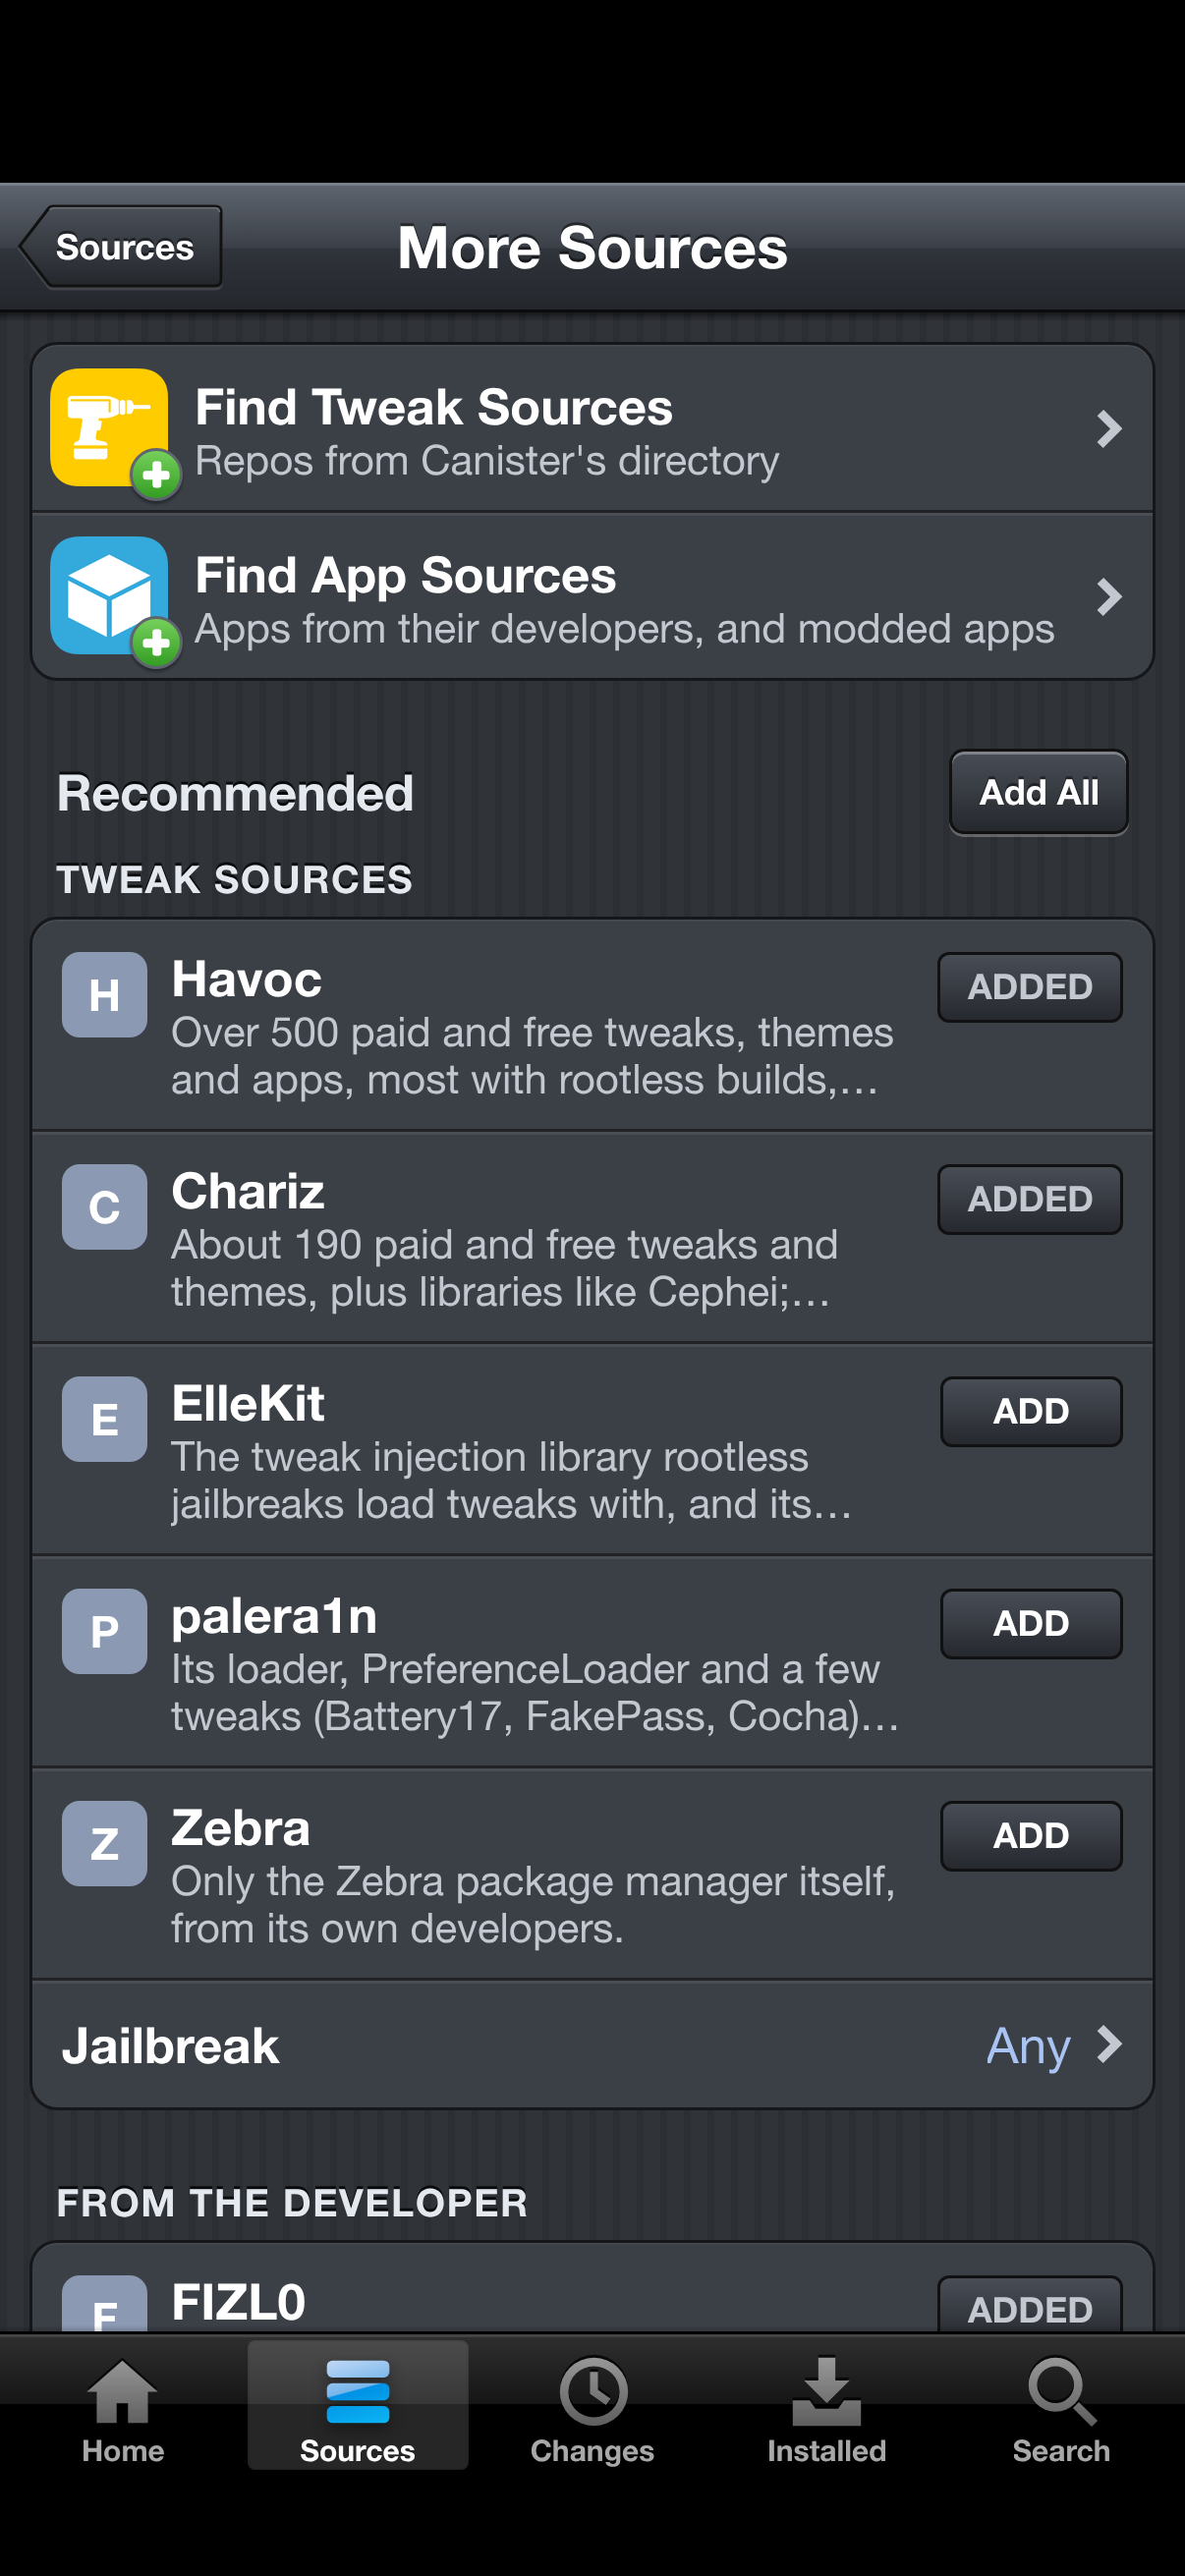 Sources
More Sources
Find Tweak Sources
Repos from Canister's directory
Find App Sources
Apps from their developers, and modded apps
Recommended
Add All
TWEAK SOURCES
H
Havoc
ADDED
Over 500 paid and free tweaks, themes
and apps, most with rootless builds,…
C
Chariz
ADDED
About 190 paid and free tweaks and
themes, plus libraries like Cephei;…
E
ElleKit
ADD
The tweak injection library rootless
jailbreaks load tweaks with, and its…
P
palera1n
ADD
Its loader, PreferenceLoader and a few
tweaks (Battery17, FakePass, Cocha)…
Z
Zebra
ADD
Only the Zebra package manager itself,
from its own developers.
Jailbreak
Any
FROM THE DEVELOPER
F
FIZL0
ADDED
Home
Sources
Changes
Installed
Search